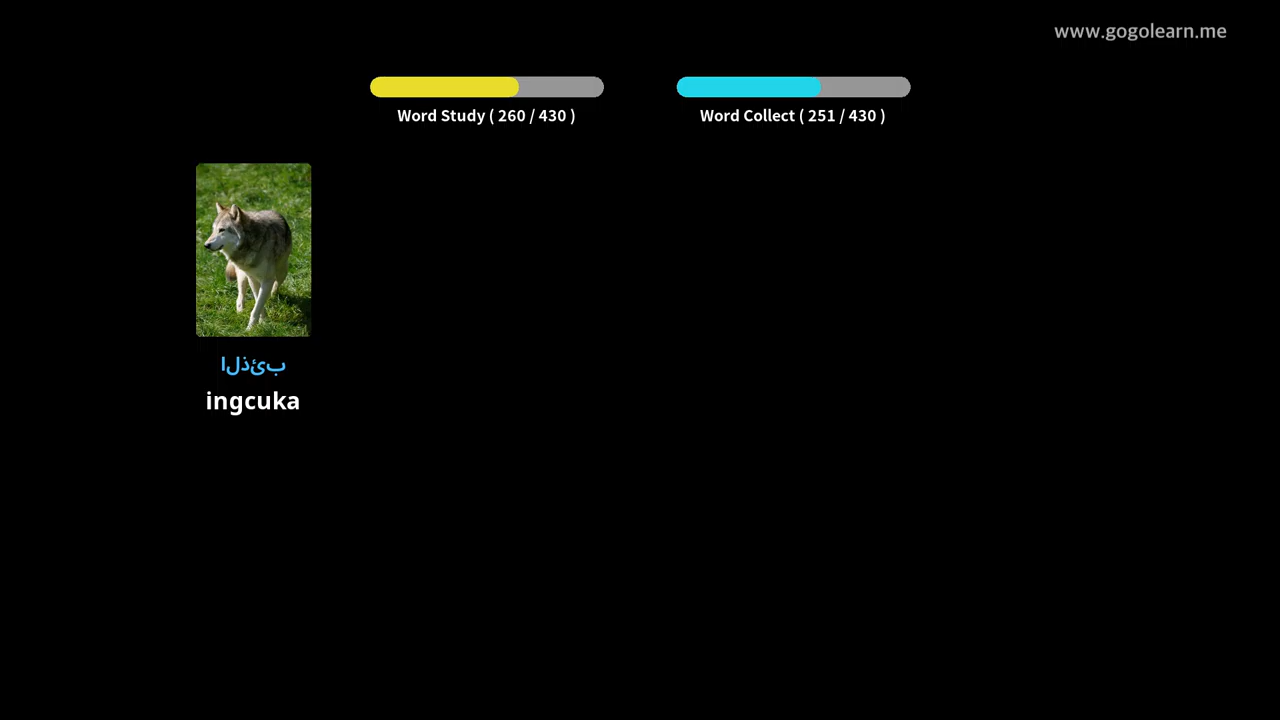 www.gogolearn.me
Word Study ( 260 / 430 )
Word Collect ( 251 / 430 )
الذئب
ingcuka